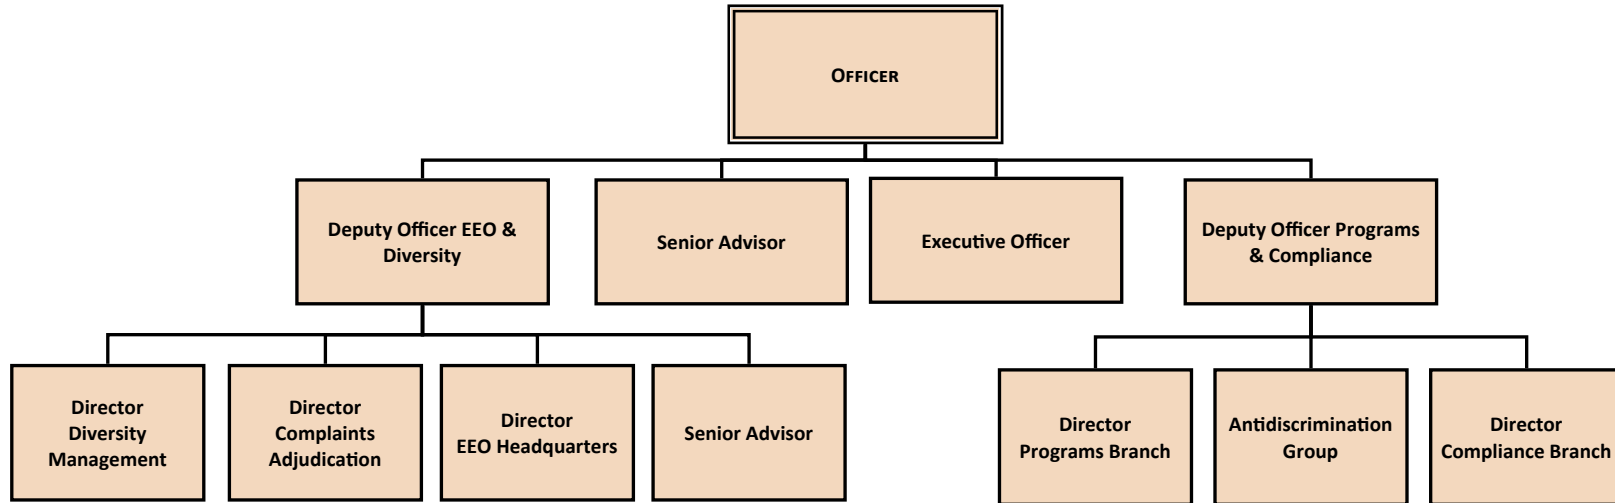 OFFICER
Deputy Officer EEO &
Diversity
Senior Advisor
Executive Officer
Deputy Officer Programs
& Compliance
Director
Diversity
Management
Director
Complaints
Adjudication
Director
EEO Headquarters
Senior Advisor
Director
Programs Branch
Antidiscrimination
Group
Director
Compliance Branch